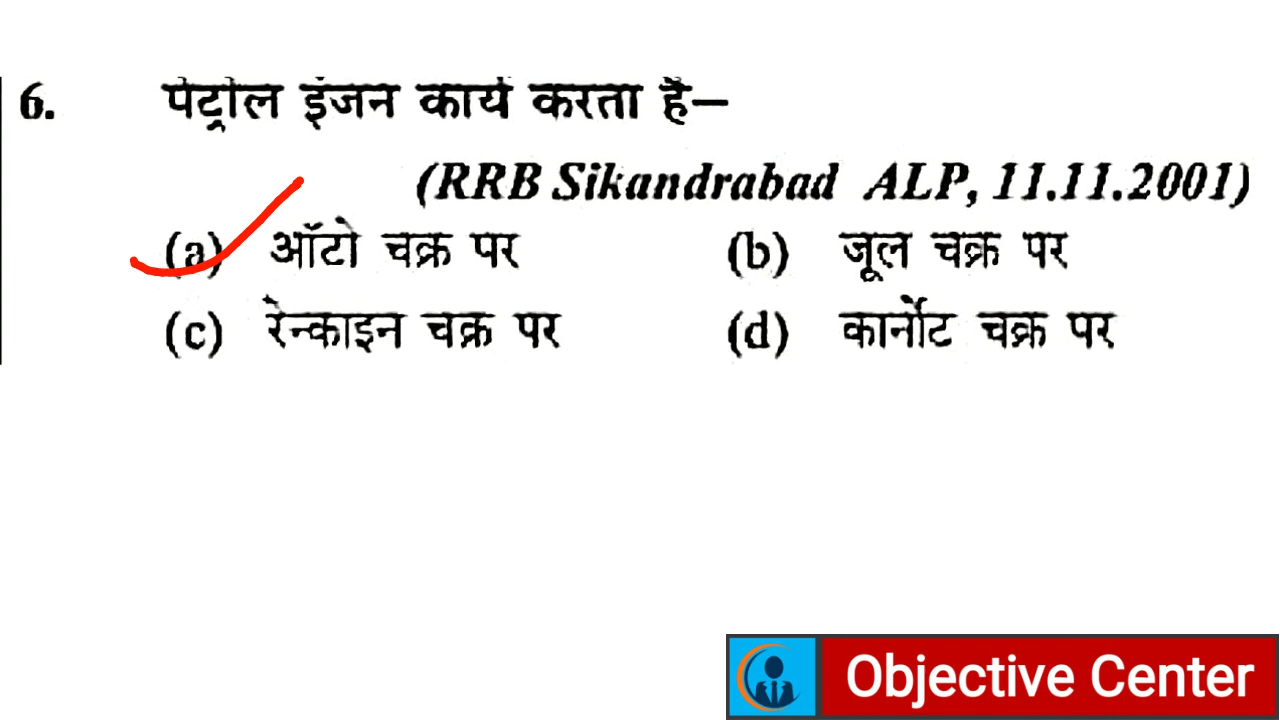 6. पेट्रोल इंजन कार्य करता है–
(RRB Sikandrabad ALP, 11.11.2001)
(a) ऑटो चक्र पर (b) जूल चक्र पर
(c) रेन्काइन चक्र पर (d) कार्नोट चक्र पर
Objective Center